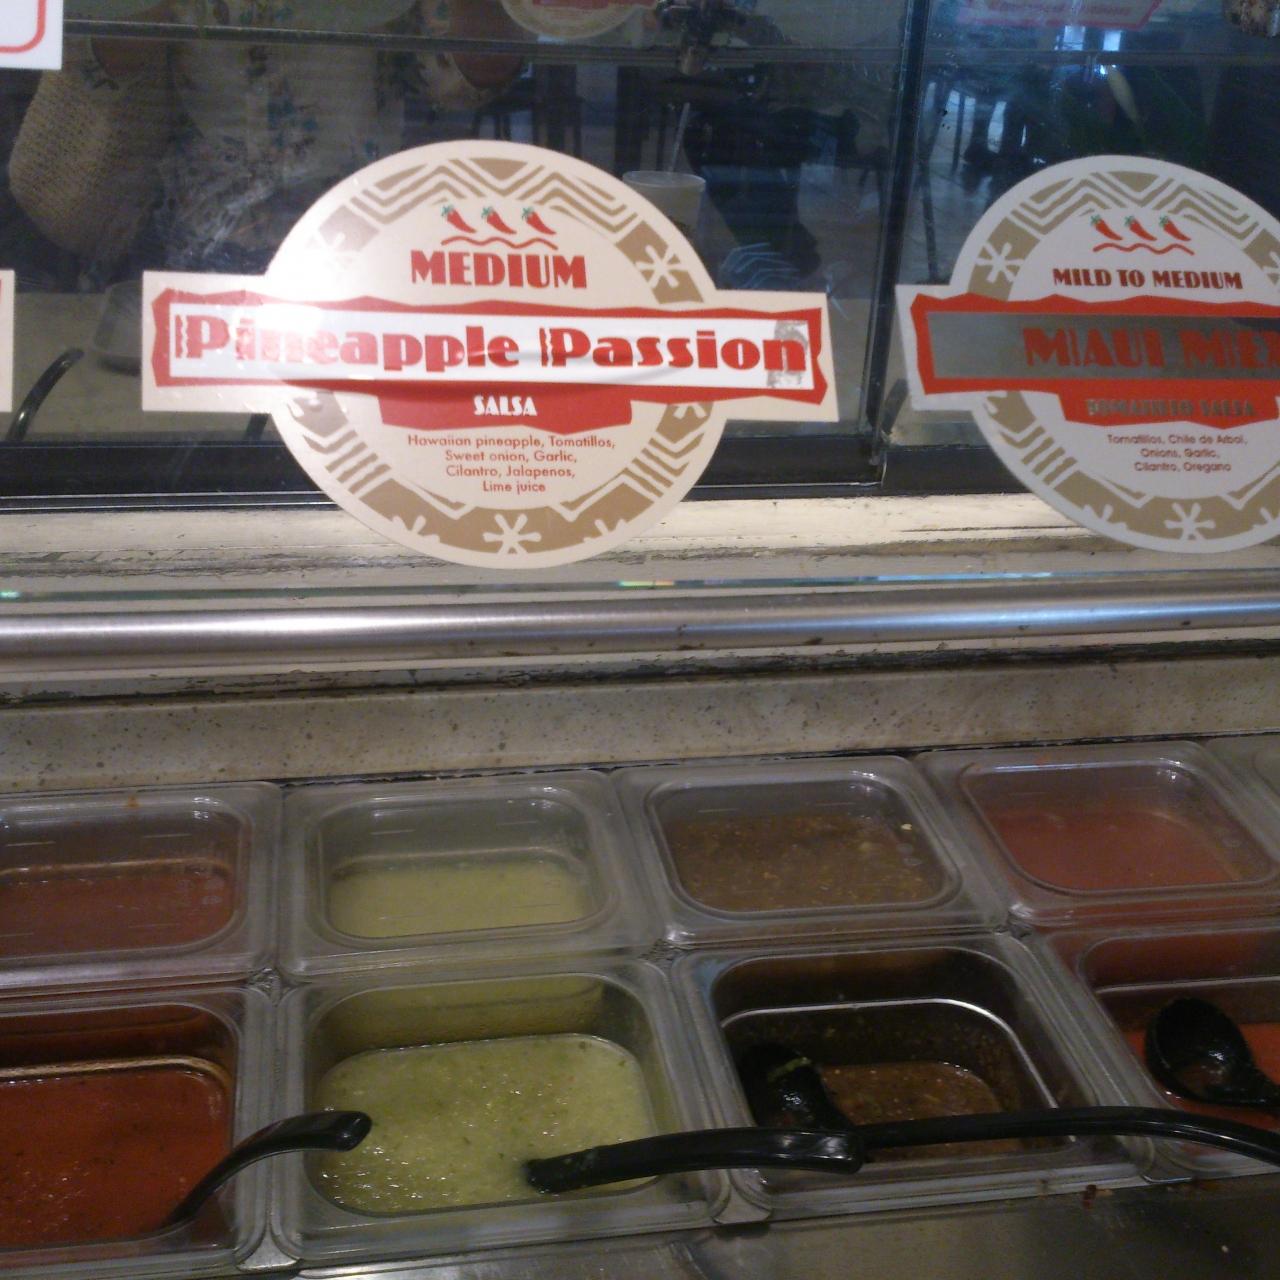 MEDIUM
Pineapple Passion
SALSA
Hawaiian pineapple, Tomatillos,
Sweet onion, Garlic,
Cilantro, Jalapenos,
Lime juice
MILD TO MEDIUM
MAUI MEX
TOMATILLO SALSA
Tomatillos, Chile de Arbol,
Onions, Garlic,
Cilantro, Oregano